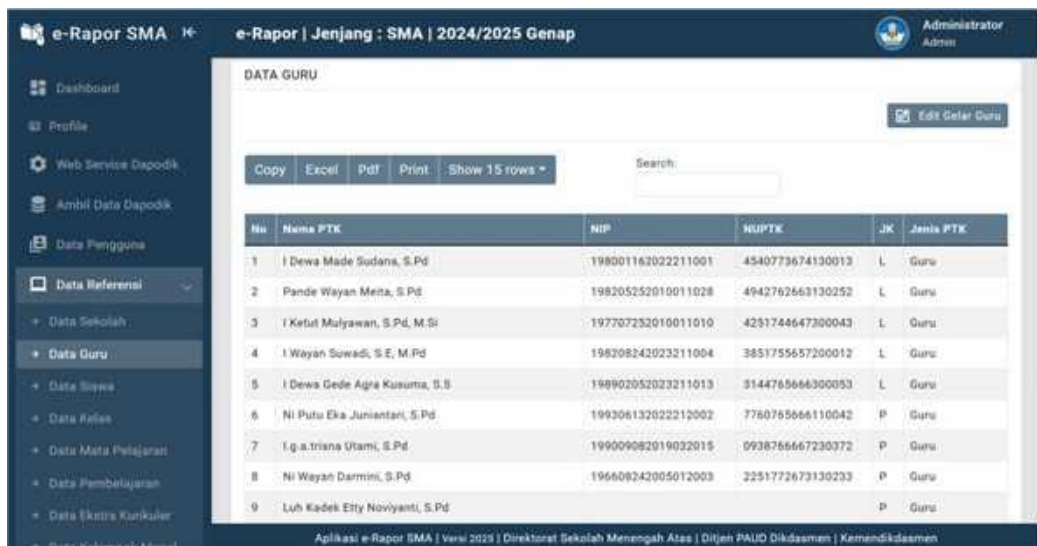 e-Rapor SMA
e-Rapor | Jenjang : SMA | 2024/2025 Genap
Administrator
Admin
Dashboard
Profile
Web Service Dapodik
Ambil Data Dapodik
Data Pengguna
Data Referensi
Data Sekolah
Data Guru
Data Siswa
Data Kelas
Data Mata Pelajaran
Data Pembelajaran
Data Ekstra Kurikuler
DATA GURU
Edit Gelar Guru
Copy Excel Pdf Print Show 15 rows
Search:
No Nama PTK NIP NUPTK JK Jenis PTK
1 I Dewa Made Sudana, S.Pd 198001162022211001 4540773674130013 L Guru
2 Pande Wayan Meita, S.Pd 198205252010011028 4942762663130252 L Guru
3 I Ketut Mulyawan, S.Pd, M.Si 197707252010011010 4251744647300043 L Guru
4 I Wayan Suwadi, S.E, M.Pd 198208242023211004 3851755657200012 L Guru
5 I Dewa Gede Agra Kusuma, S.S 198902052023211013 3144765666300053 L Guru
6 Ni Putu Eka Juniantari, S.Pd 199306132022212002 7760765666110042 P Guru
7 I.g.a.triana Utami, S.Pd 199009082019032015 0938766667230372 P Guru
8 Ni Wayan Darmini, S.Pd 196608242005012003 2251772673130233 P Guru
9 Luh Kadek Etty Noviyanti, S.Pd P Guru
Aplikasi e-Rapor SMA | Versi 2025 | Direktorat Sekolah Menengah Atas | Ditjen PAUD Dikdasmen | Kemendikdasmen